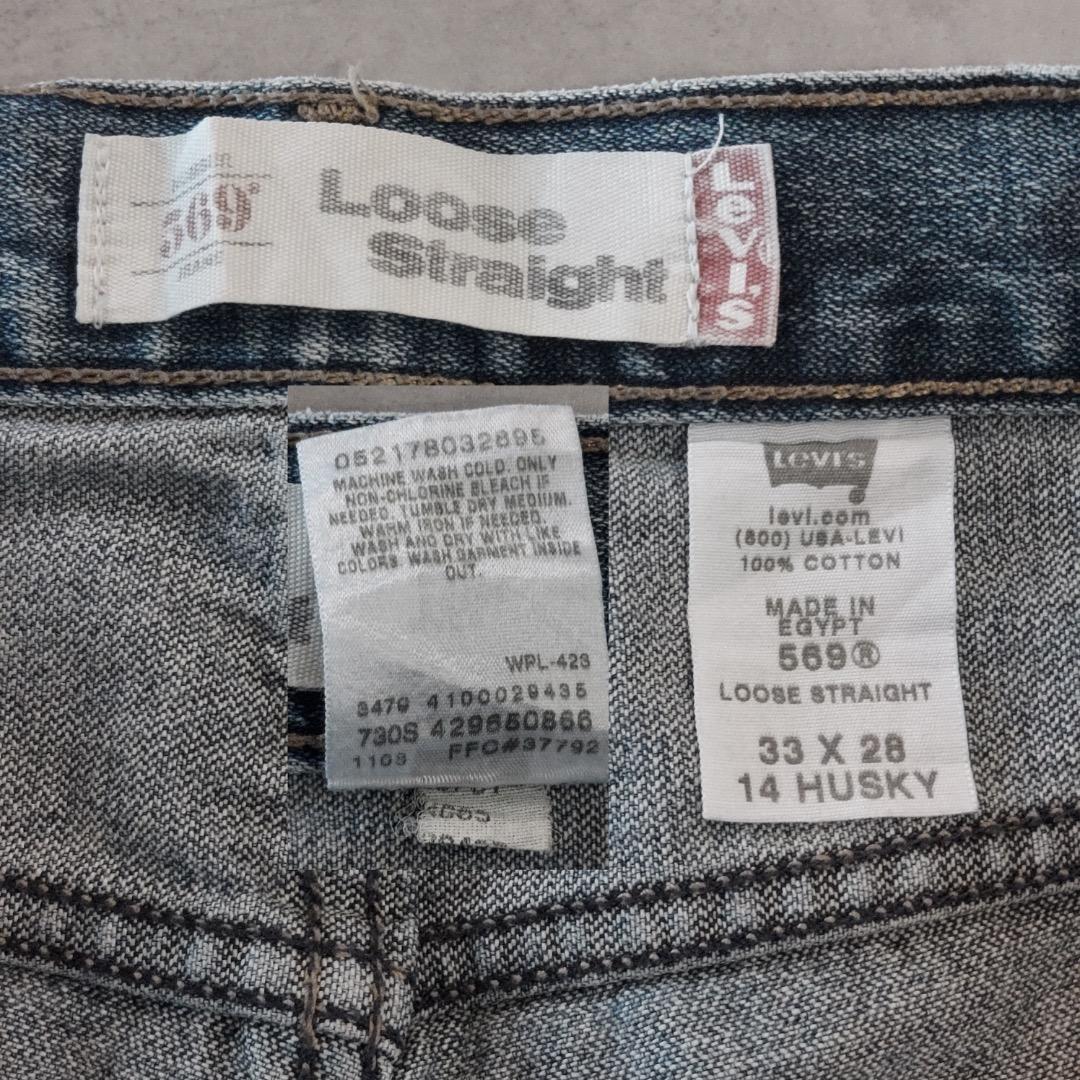 569®
Loose
Straight
LEVI'S
052178032895
MACHINE WASH COLD. ONLY
NON-CHLORINE BLEACH IF
NEEDED. TUMBLE DRY MEDIUM.
WARM IRON IF NEEDED.
WASH AND DRY WITH LIKE
COLORS. WASH GARMENT INSIDE
OUT.
WPL-423
3479 4100029435
730S 429650866
1103 FFC#37792
LEVI'S
®
levi.com
(800) USA-LEVI
100% COTTON
MADE IN
EGYPT
569®
LOOSE STRAIGHT
33 X 28
14 HUSKY